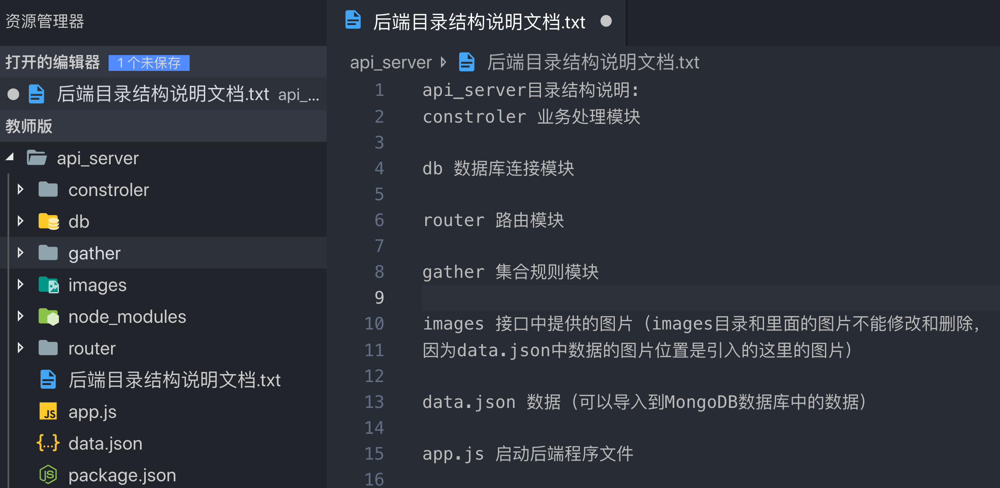 资源管理器
打开的编辑器 1 个未保存
后端目录结构说明文档.txt api_...
教师版
api_server
constroler
db
gather
images
node_modules
router
后端目录结构说明文档.txt
JS app.js
{...} data.json
JS package.json
后端目录结构说明文档.txt
api_server 后端目录结构说明文档.txt
1 api_server目录结构说明:
2 constroler 业务处理模块
3
4 db 数据库连接模块
5
6 router 路由模块
7
8 gather 集合规则模块
9
10 images 接口中提供的图片（images目录和里面的图片不能修改和删除，
11 因为data.json中数据的图片位置是引入的这里的图片）
12
13 data.json 数据（可以导入到MongoDB数据库中的数据）
14
15 app.js 启动后端程序文件
16